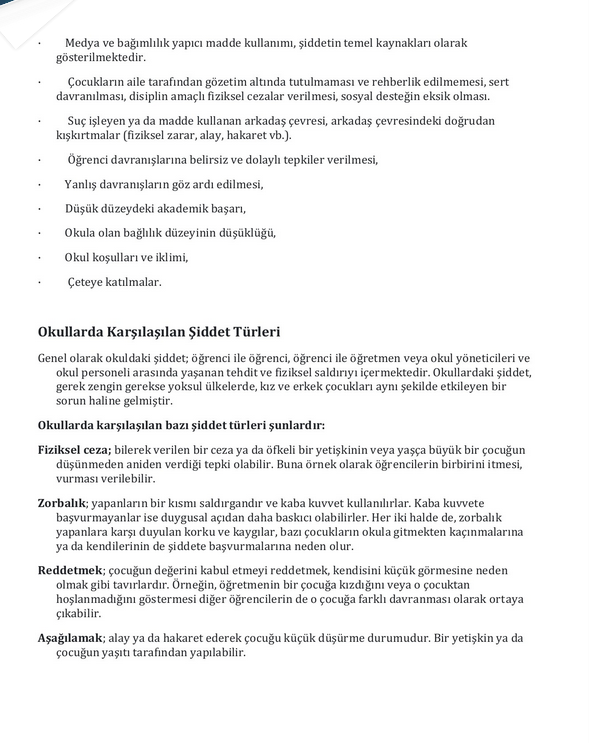 · Medya ve bağımlılık yapıcı madde kullanımı, şiddetin temel kaynakları olarak
gösterilmektedir.
· Çocukların aile tarafından gözetim altında tutulmaması ve rehberlik edilmemesi, sert
davranılması, disiplin amaçlı fiziksel cezalar verilmesi, sosyal desteğin eksik olması.
· Suç işleyen ya da madde kullanan arkadaş çevresi, arkadaş çevresindeki doğrudan
kışkırtmalar (fiziksel zarar, alay, hakaret vb.).
· Öğrenci davranışlarına belirsiz ve dolaylı tepkiler verilmesi,
· Yanlış davranışların göz ardı edilmesi,
· Düşük düzeydeki akademik başarı,
· Okula olan bağlılık düzeyinin düşüklüğü,
· Okul koşulları ve iklimi,
· Çeteye katılmalar.
Okullarda Karşılaşılan Şiddet Türleri
Genel olarak okuldaki şiddet; öğrenci ile öğrenci, öğrenci ile öğretmen veya okul yöneticileri ve
okul personeli arasında yaşanan tehdit ve fiziksel saldırıyı içermektedir. Okullardaki şiddet,
gerek zengin gerekse yoksul ülkelerde, kız ve erkek çocukları aynı şekilde etkileyen bir
sorun haline gelmiştir.
Okullarda karşılaşılan bazı şiddet türleri şunlardır:
Fiziksel ceza; bilerek verilen bir ceza ya da öfkeli bir yetişkinin veya yaşça büyük bir çocuğun
düşünmeden aniden verdiği tepki olabilir. Buna örnek olarak öğrencilerin birbirini itmesi,
vurması verilebilir.
Zorbalık; yapanların bir kısmı saldırgandır ve kaba kuvvet kullanılırlar. Kaba kuvvete
başvurmayanlar ise duygusal açıdan daha baskıcı olabilirler. Her iki halde de, zorbalık
yapanlara karşı duyulan korku ve kaygılar, bazı çocukların okula gitmekten kaçınmalarına
ya da kendilerinin de şiddete başvurmalarına neden olur.
Reddetmek; çocuğun değerini kabul etmeyi reddetmek, kendisini küçük görmesine neden
olmak gibi tavırlardır. Örneğin, öğretmenin bir çocuğa kızdığını veya o çocuktan
hoşlanmadığını göstermesi diğer öğrencilerin de o çocuğa farklı davranması olarak ortaya
çıkabilir.
Aşağılamak; alay ya da hakaret ederek çocuğu küçük düşürme durumudur. Bir yetişkin ya da
çocuğun yaşıtı tarafından yapılabilir.